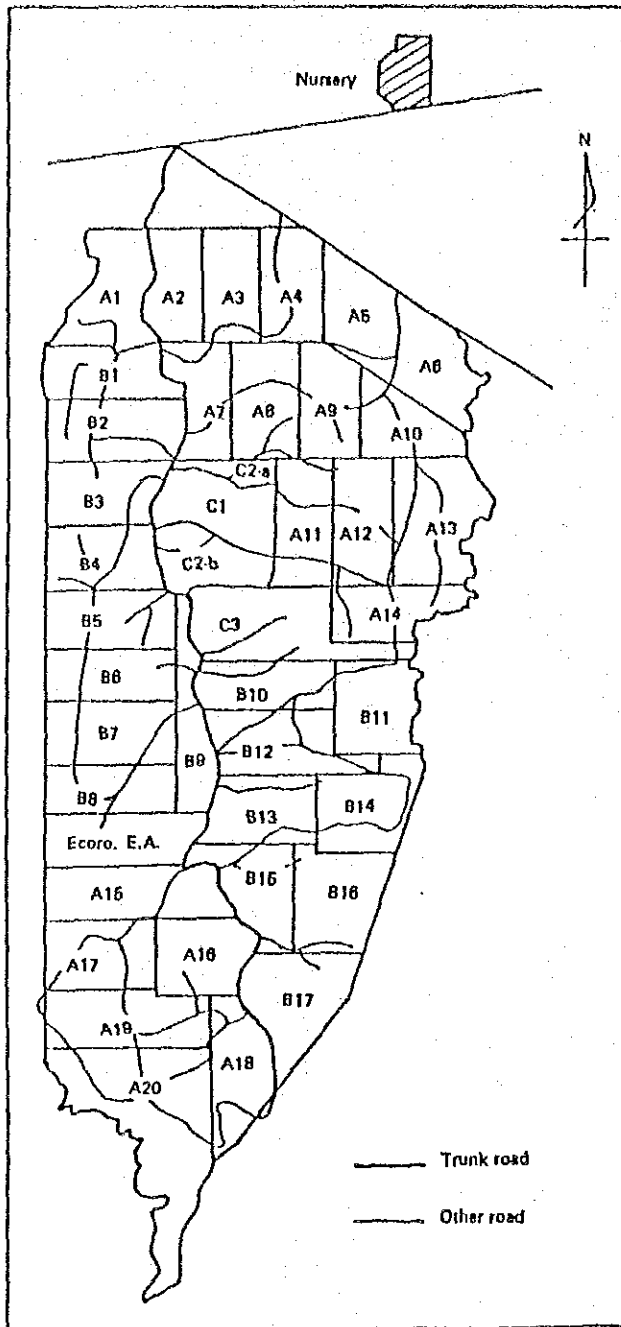 Nursery
N
A1
A2
A3
A4
A5
A6
B1
B2
A7
A8
A9
A10
C2-a
B3
C1
A11
A12
A13
B4
C2-b
B5
C3
A14
B6
B10
B11
B7
B9
B12
B8
B13
B14
Ecoro. E.A.
A15
B15
B16
A17
A16
B17
A19
A18
A20
Trunk road
Other road